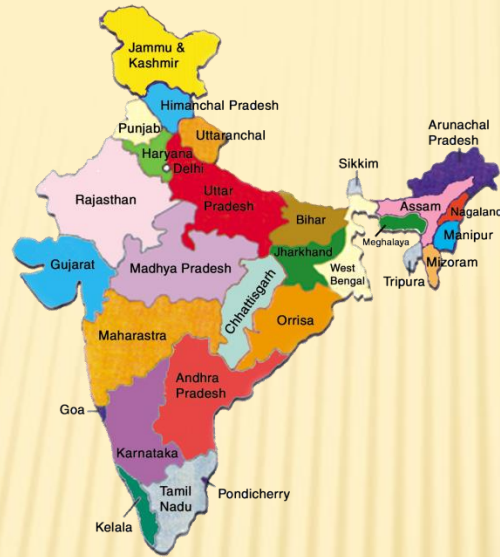 Jammu &
Kashmir
Himanchal Pradesh
Punjab
Uttaranchal
Haryana
Delhi
Arunachal
Pradesh
Sikkim
Rajasthan
Uttar
Pradesh
Assam
Nagaland
Bihar
Meghalaya
Manipur
Gujarat
Madhya Pradesh
Jharkhand
West
Bengal
Mizoram
Tripura
Chhattisgarh
Maharastra
Orrisa
Andhra
Pradesh
Goa
Karnataka
Tamil
Nadu
Pondicherry
Kelala